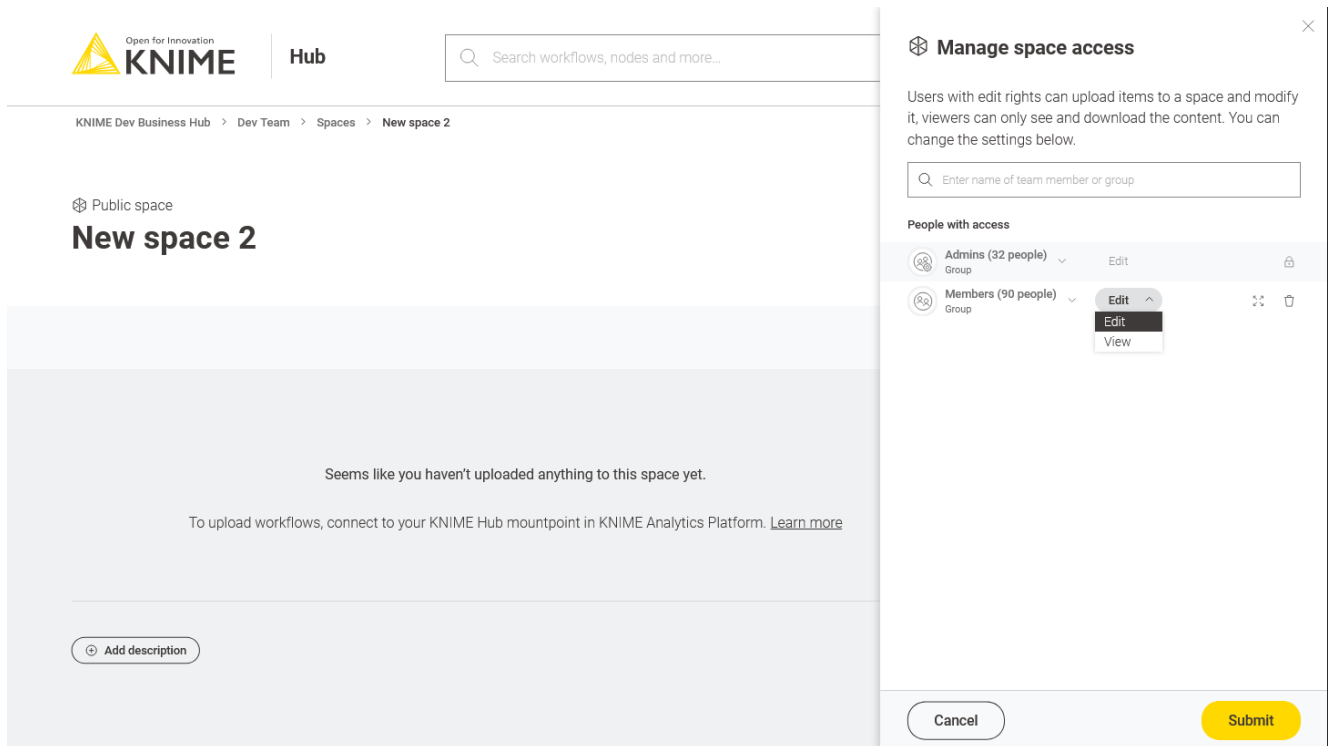 Open for Innovation
KNIME
Hub
Search workflows, nodes and more...
KNIME Dev Business Hub > Dev Team > Spaces > New space 2
Public space
New space 2
Seems like you haven’t uploaded anything to this space yet.
To upload workflows, connect to your KNIME Hub mountpoint in KNIME Analytics Platform. Learn more
Add description
Manage space access
Users with edit rights can upload items to a space and modify
it, viewers can only see and download the content. You can
change the settings below.
Enter name of team member or group
People with access
Admins (32 people)
Group
Edit
Members (90 people)
Group
Edit
Edit
View
Cancel
Submit